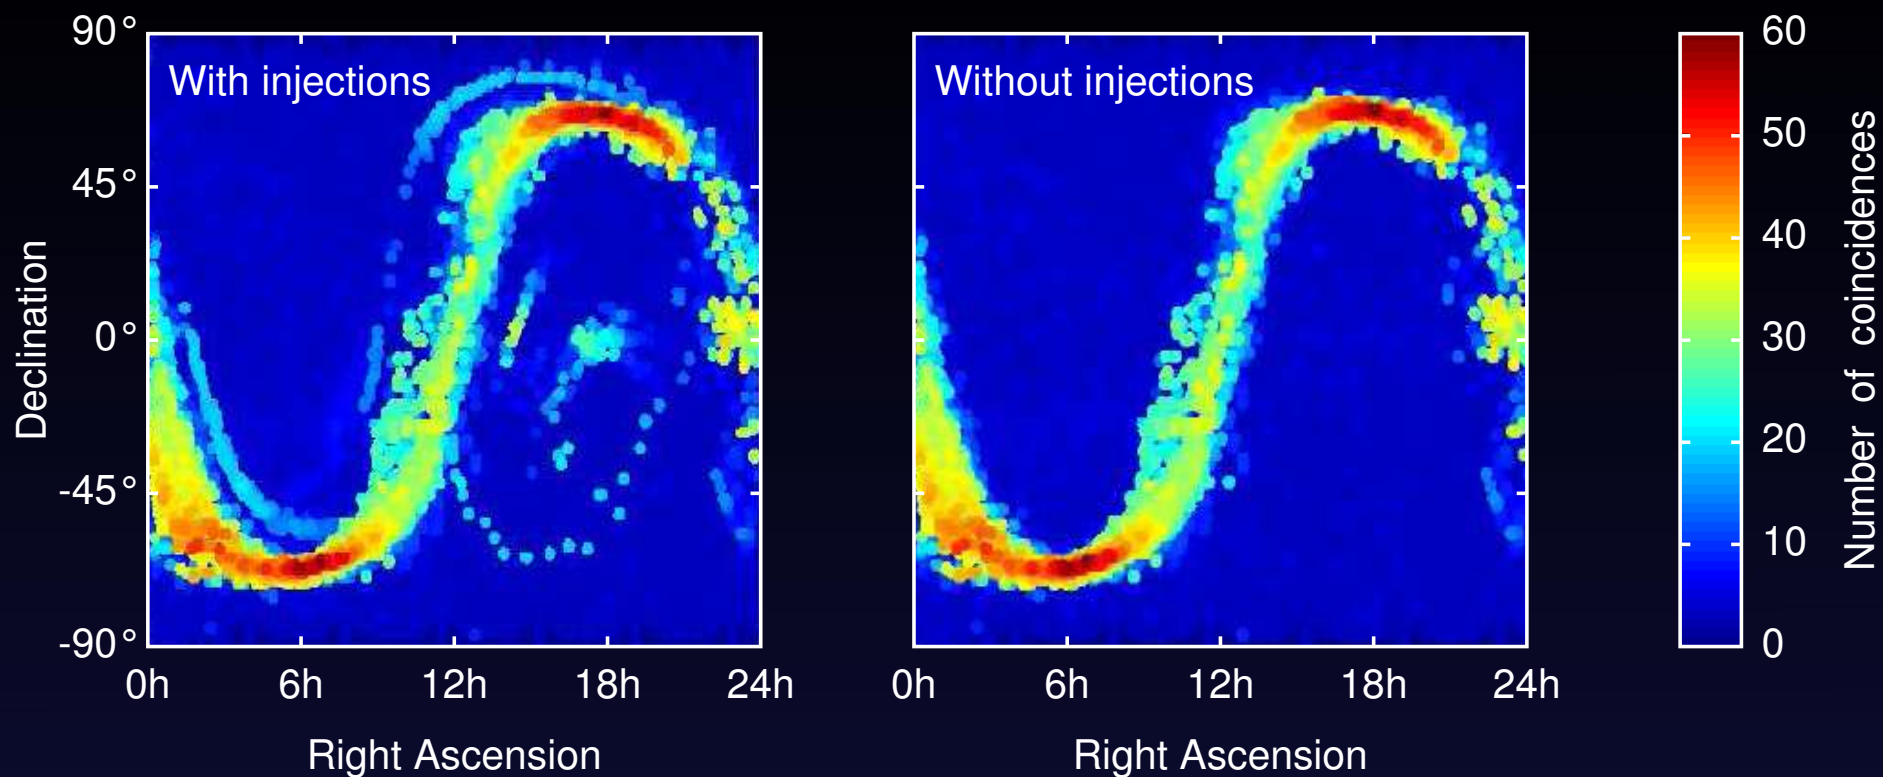 With injections
Without injections
90°
45°
0°
-45°
-90°
Declination
0h 6h 12h 18h 24h
0h 6h 12h 18h 24h
Right Ascension
Right Ascension
60
50
40
30
20
10
0
Number of coincidences